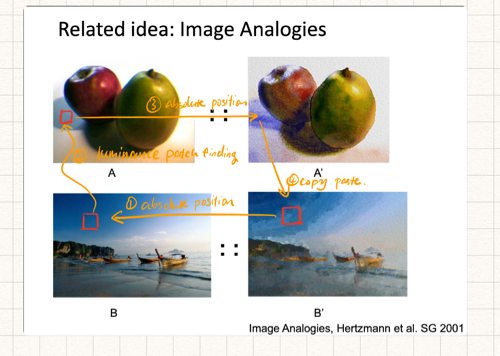 Related idea: Image Analogies
③ absolute position
: :
luminance patch finding
A
A'
④ copy paste.
① absolute position
: :
B
B'
Image Analogies, Hertzmann et al. SG 2001